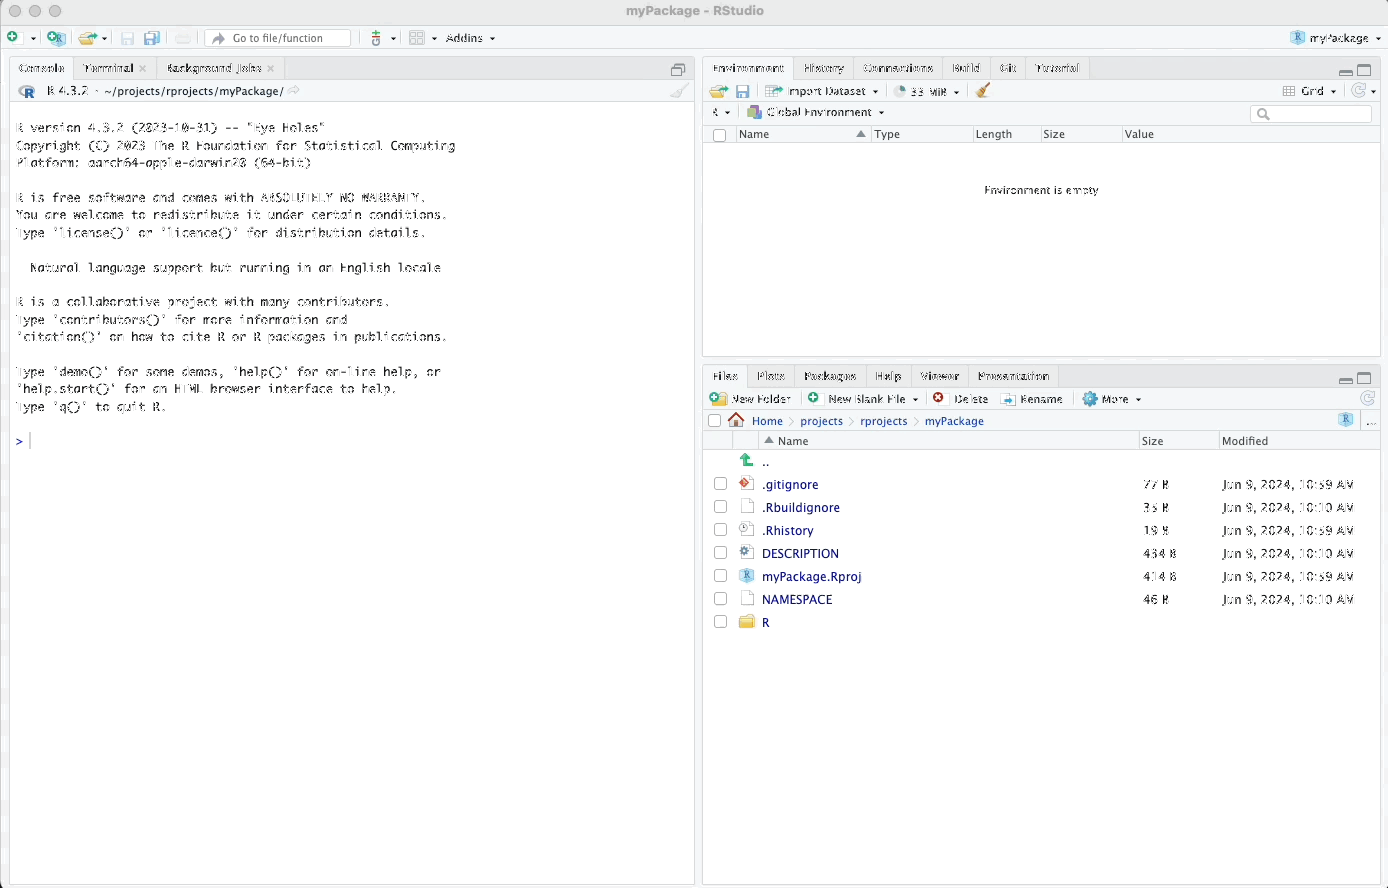 myPackage - RStudio
Go to file/function
Addins
myPackage
Console Terminal Background Jobs
R 4.3.2 · ~/projects/rprojects/myPackage/
R version 4.3.2 (2023-10-31) -- "Eye Holes"
Copyright (C) 2023 The R Foundation for Statistical Computing
Platform: aarch64-apple-darwin20 (64-bit)
R is free software and comes with ABSOLUTELY NO WARRANTY.
You are welcome to redistribute it under certain conditions.
Type 'license()' or 'licence()' for distribution details.
Natural language support but running in an English locale
R is a collaborative project with many contributors.
Type 'contributors()' for more information and
'citation()' on how to cite R or R packages in publications.
Type 'demo()' for some demos, 'help()' for on-line help, or
'help.start()' for an HTML browser interface to help.
Type 'q()' to quit R.
>
Environment History Connections Build Git Tutorial
Import Dataset 33 MiB Grid
R Global Environment
Name Type Length Size Value
Environment is empty
Files Plots Packages Help Viewer Presentation
New Folder New Blank File Delete Rename More
Home projects rprojects myPackage ...
Name Size Modified
..
.gitignore 77 B Jun 9, 2024, 10:59 AM
.Rbuildignore Jun 9, 2024, 10:10 AM
.Rhistory 19 B Jun 9, 2024, 10:59 AM
DESCRIPTION 434 B Jun 9, 2024, 10:10 AM
myPackage.Rproj 414 B Jun 9, 2024, 10:59 AM
NAMESPACE 46 B Jun 9, 2024, 10:10 AM
R